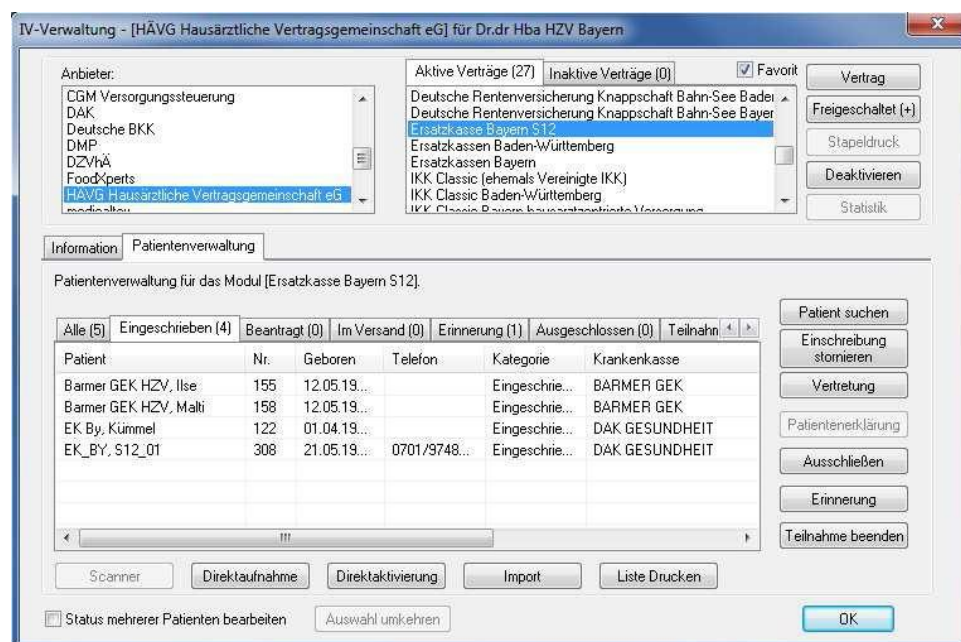 IV-Verwaltung - [HÄVG Hausärztliche Vertragsgemeinschaft eG] für Dr.dr Hba HZV Bayern
Anbieter:
CGM Versorgungssteuerung
DAK
Deutsche BKK
DMP
DZVhÄ
FoodXperts
HÄVG Hausärztliche Vertragsgemeinschaft eG
Aktive Verträge (27) Inaktive Verträge (0) Favorit
Deutsche Rentenversicherung Knappschaft Bahn-See Bader
Deutsche Rentenversicherung Knappschaft Bahn-See Bayer
Ersatzkasse Bayern S12
Ersatzkassen Baden-Württemberg
Ersatzkassen Bayern
IKK Classic (ehemals Vereinigte IKK)
IKK Classic Baden-Württemberg
IKK Classic Bayern hausarztzentrierte Versorgung
Vertrag
Freigeschaltet (+)
Stapeldruck
Deaktivieren
Statistik
Information Patientenverwaltung
Patientenverwaltung für das Modul [Ersatzkasse Bayern S12].
Alle (5) Eingeschrieben (4) Beantragt (0) Im Versand (0) Erinnerung (1) Ausgeschlossen (0) Teilnahm
Patient Nr. Geboren Telefon Kategorie Krankenkasse
Barmer GEK HZV, Ilse 155 12.05.19... Eingeschrie... BARMER GEK
Barmer GEK HZV, Malti 158 12.05.19... Eingeschrie... BARMER GEK
EK By, Kümmel 122 01.04.19... Eingeschrie... DAK GESUNDHEIT
EK_BY, S12_01 308 21.05.19... 0701/9748... Eingeschrie... DAK GESUNDHEIT
Patient suchen
Einschreibung
stornieren
Vertretung
Patientenerklärung
Ausschließen
Erinnerung
Teilnahme beenden
Scanner Direktaufnahme Direktaktivierung Import Liste Drucken
Status mehrerer Patienten bearbeiten Auswahl umkehren OK